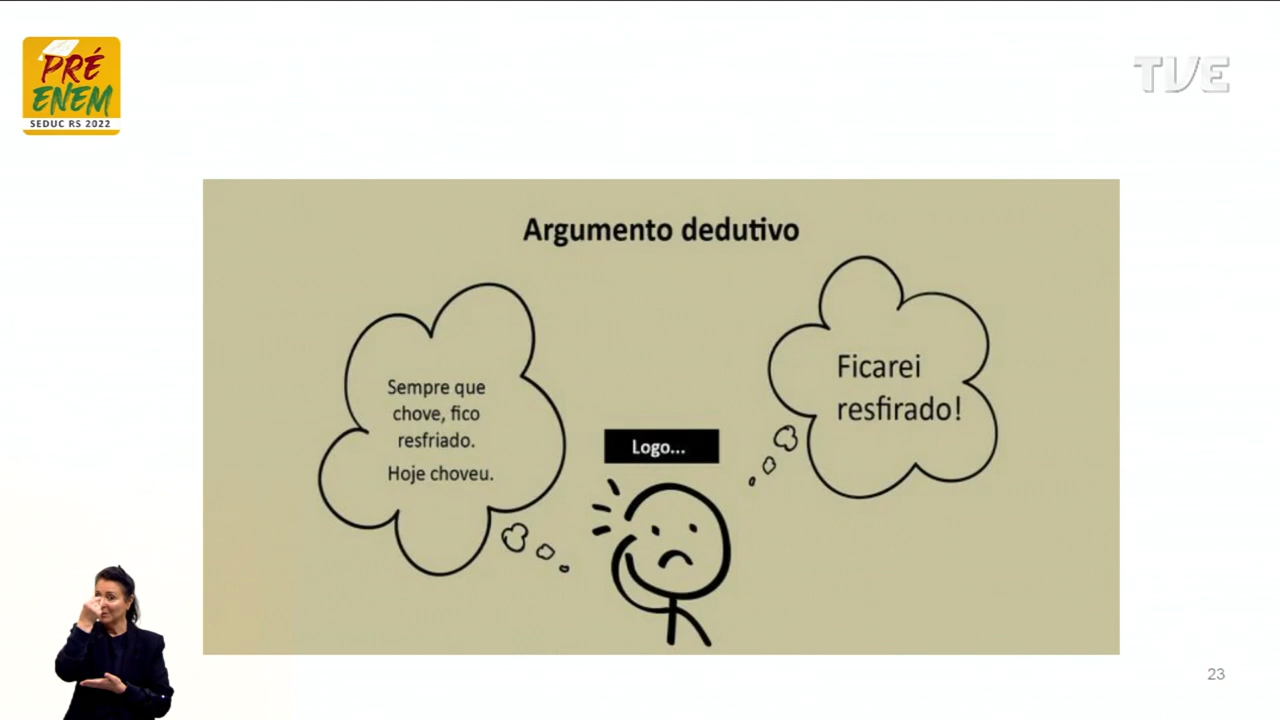 PRÉ
ENEM
SEDUC RS 2022
TVE
Argumento dedutivo
Sempre que
chove, fico
resfriado.
Hoje choveu.
Logo...
Ficarei
resfirado!
23